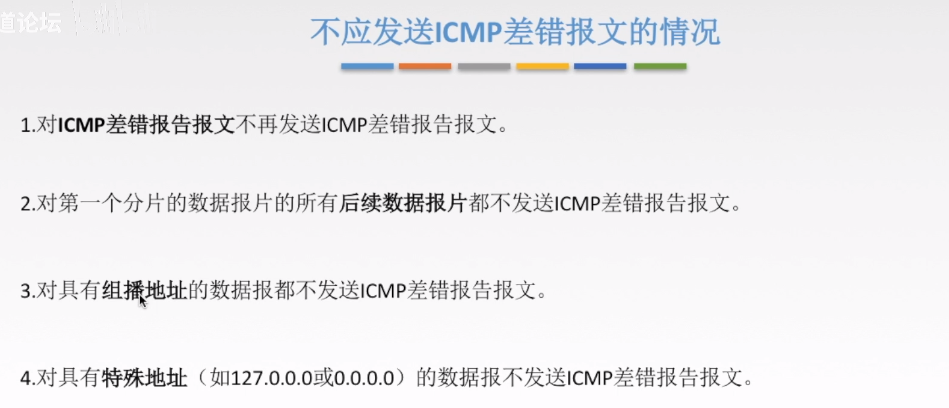 道论坛
不应发送ICMP差错报文的情况
1.对ICMP差错报告报文不再发送ICMP差错报告报文。
2.对第一个分片的数据报片的所有后续数据报片都不发送ICMP差错报告报文。
3.对具有组播地址的数据报都不发送ICMP差错报告报文。
4.对具有特殊地址（如127.0.0.0或0.0.0.0）的数据报不发送ICMP差错报告报文。